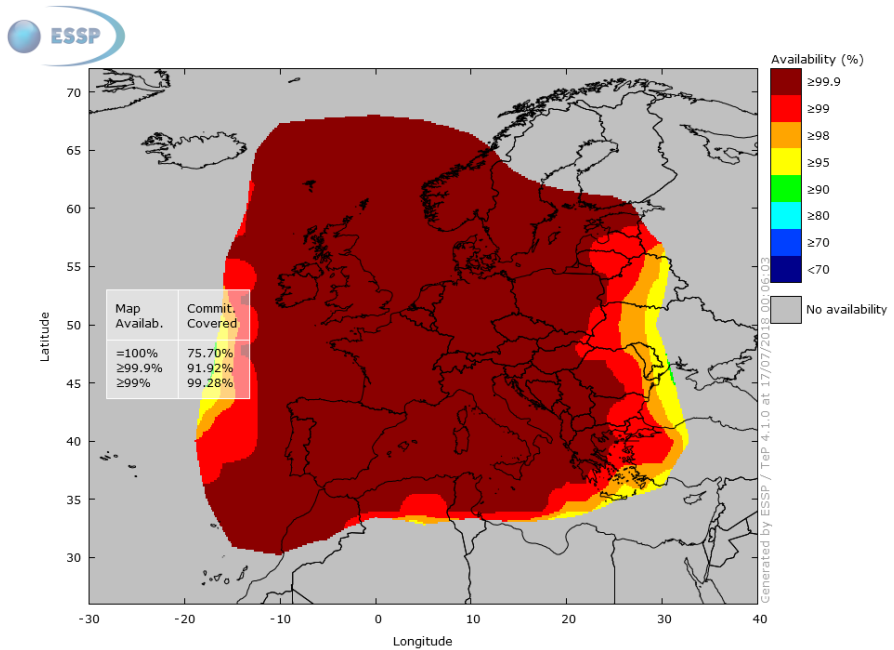 ESSP
Availability (%)
≥99.9
≥99
≥98
≥95
≥90
≥80
≥70
<70
No availability
70
65
60
55
50
45
40
35
30
Latitude
Map Availab.
Commit. Covered
=100% 75.70%
≥99.9% 91.92%
≥99% 99.28%
-30 -20 -10 0 10 20 30 40
Longitude
Generated by ESSP / TeP 4.1.0 at 17/07/2018 00:06:03